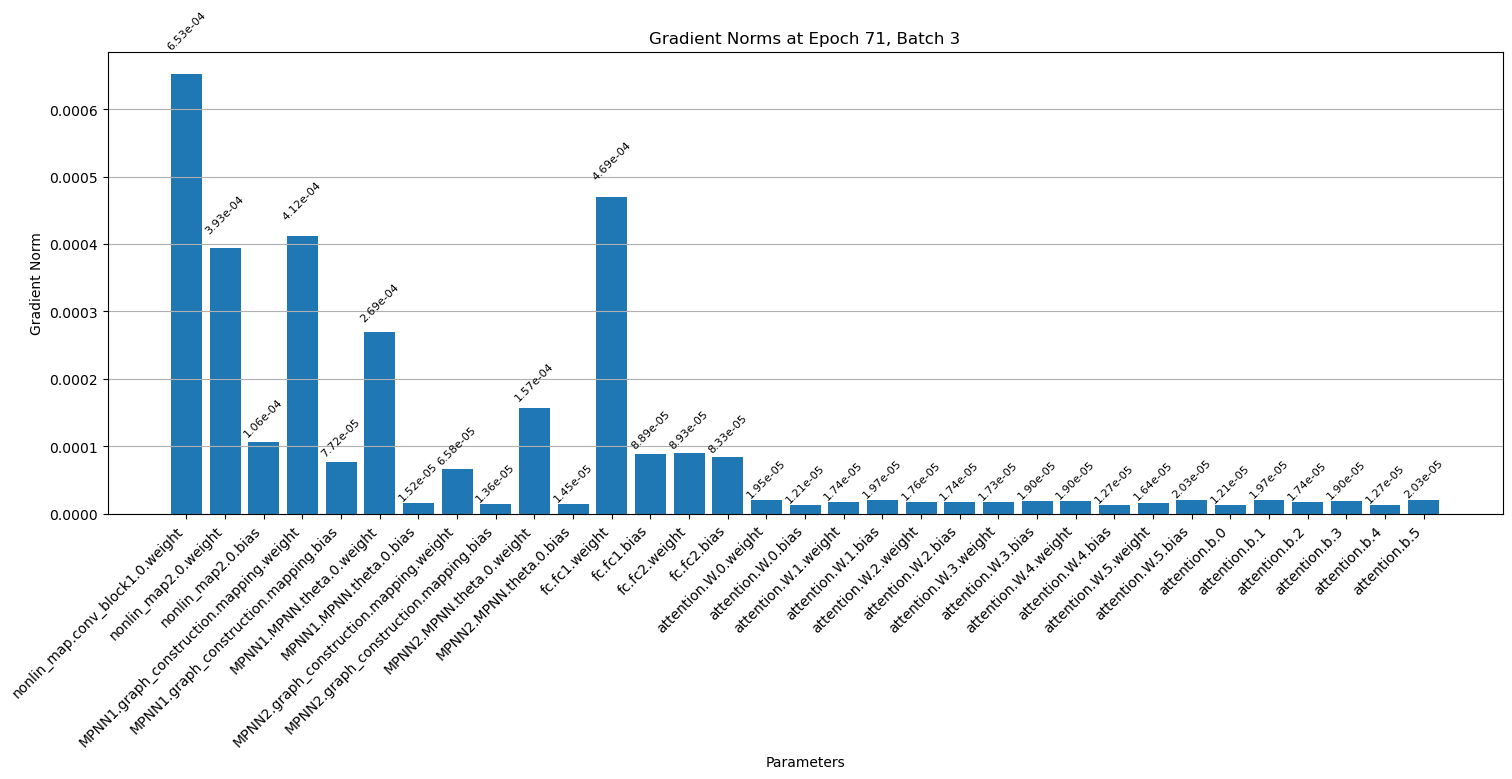 Gradient Norms at Epoch 71, Batch 3
Gradient Norm
0.0006
0.0005
0.0004
0.0003
0.0002
0.0001
0.0000
6.53e-04
3.93e-04
1.06e-04
4.12e-04
7.72e-05
2.69e-04
1.52e-05
6.58e-05
1.36e-05
1.57e-04
1.45e-05
4.69e-04
8.89e-05
8.93e-05
8.33e-05
1.95e-05
1.21e-05
1.74e-05
1.97e-05
1.76e-05
1.74e-05
1.73e-05
1.90e-05
1.90e-05
1.27e-05
1.64e-05
2.03e-05
1.21e-05
1.97e-05
1.74e-05
1.90e-05
1.27e-05
2.03e-05
nonlin_map.conv_block1.0.weight
nonlin_map2.0.weight
nonlin_map2.0.bias
MPNN1.graph_construction.mapping.weight
MPNN1.graph_construction.mapping.bias
MPNN1.MPNN.theta.0.weight
MPNN1.MPNN.theta.0.bias
MPNN2.graph_construction.mapping.weight
MPNN2.graph_construction.mapping.bias
MPNN2.MPNN.theta.0.weight
MPNN2.MPNN.theta.0.bias
fc.fc1.weight
fc.fc1.bias
fc.fc2.weight
fc.fc2.bias
attention.W.0.weight
attention.W.0.bias
attention.W.1.weight
attention.W.1.bias
attention.W.2.weight
attention.W.2.bias
attention.W.3.weight
attention.W.3.bias
attention.W.4.weight
attention.W.4.bias
attention.W.5.weight
attention.W.5.bias
attention.b.0
attention.b.1
attention.b.2
attention.b.3
attention.b.4
attention.b.5
Parameters